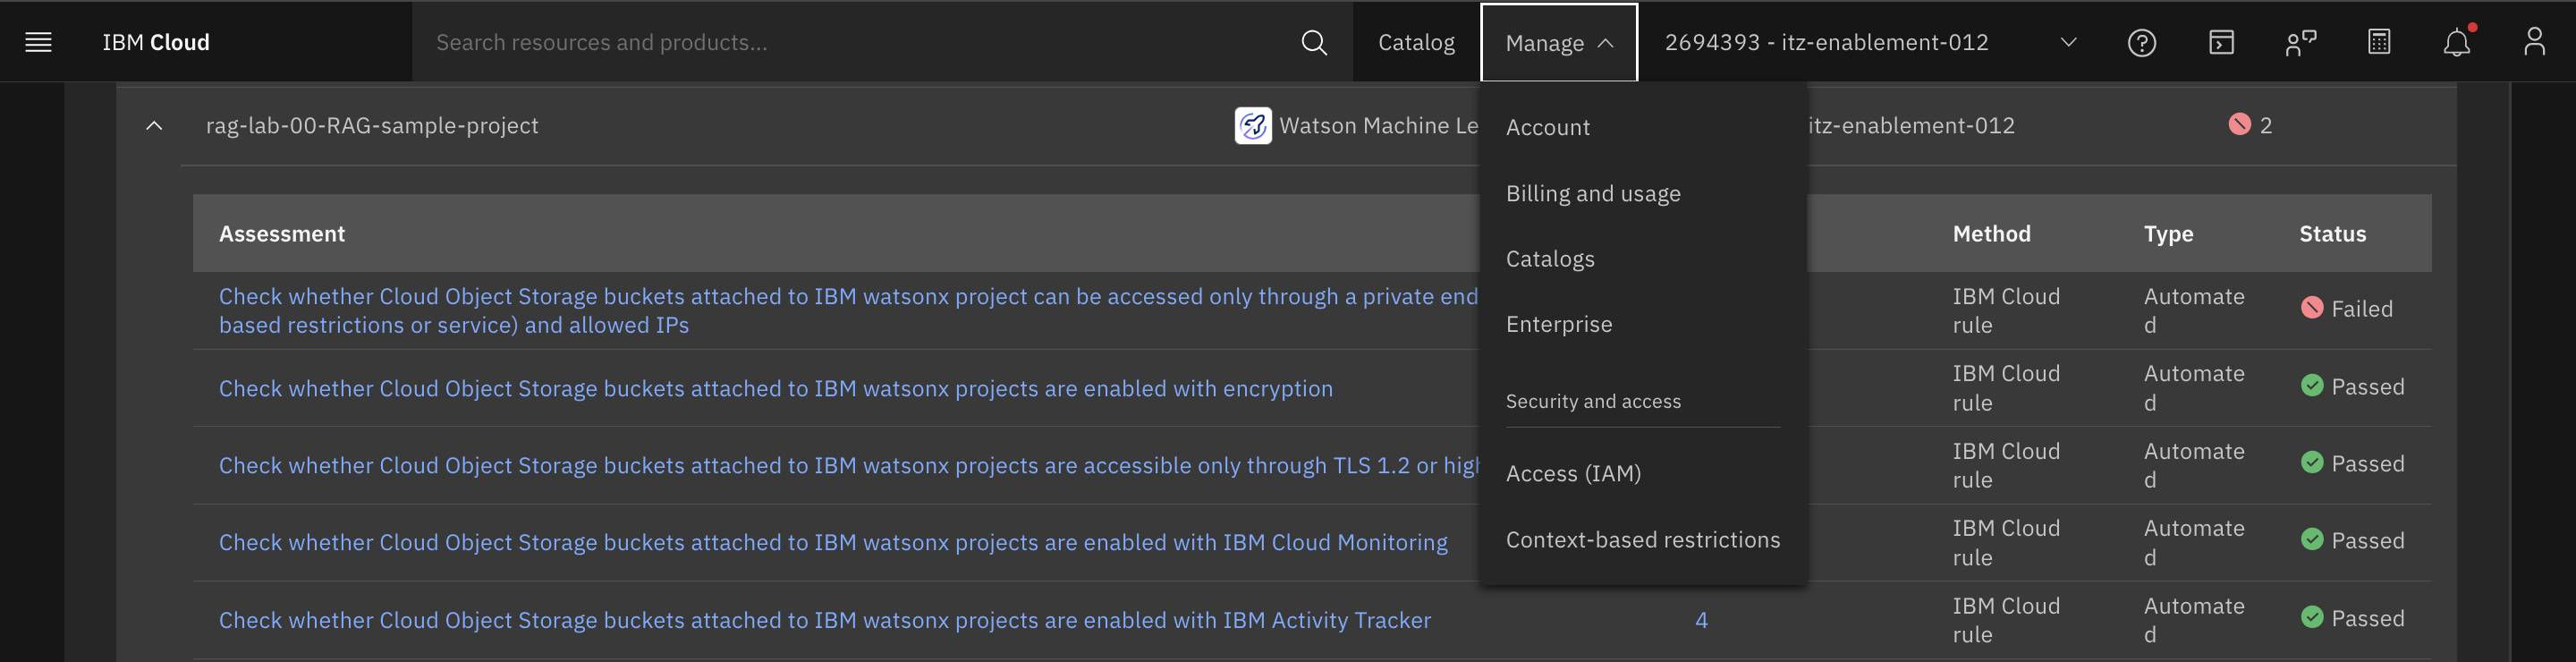 IBM Cloud
Search resources and products...
Catalog
Manage
2694393 - itz-enablement-012
rag-lab-00-RAG-sample-project
Watson Machine Le
itz-enablement-012
2
Account
Billing and usage
Catalogs
Enterprise
Security and access
Access (IAM)
Context-based restrictions
Assessment
Method
Type
Status
Check whether Cloud Object Storage buckets attached to IBM watsonx project can be accessed only through a private end
based restrictions or service) and allowed IPs
IBM Cloud
rule
Automate
d
Failed
Check whether Cloud Object Storage buckets attached to IBM watsonx projects are enabled with encryption
IBM Cloud
rule
Automate
d
Passed
Check whether Cloud Object Storage buckets attached to IBM watsonx projects are accessible only through TLS 1.2 or high
IBM Cloud
rule
Automate
d
Passed
Check whether Cloud Object Storage buckets attached to IBM watsonx projects are enabled with IBM Cloud Monitoring
IBM Cloud
rule
Automate
d
Passed
Check whether Cloud Object Storage buckets attached to IBM watsonx projects are enabled with IBM Activity Tracker
4
IBM Cloud
rule
Automate
d
Passed